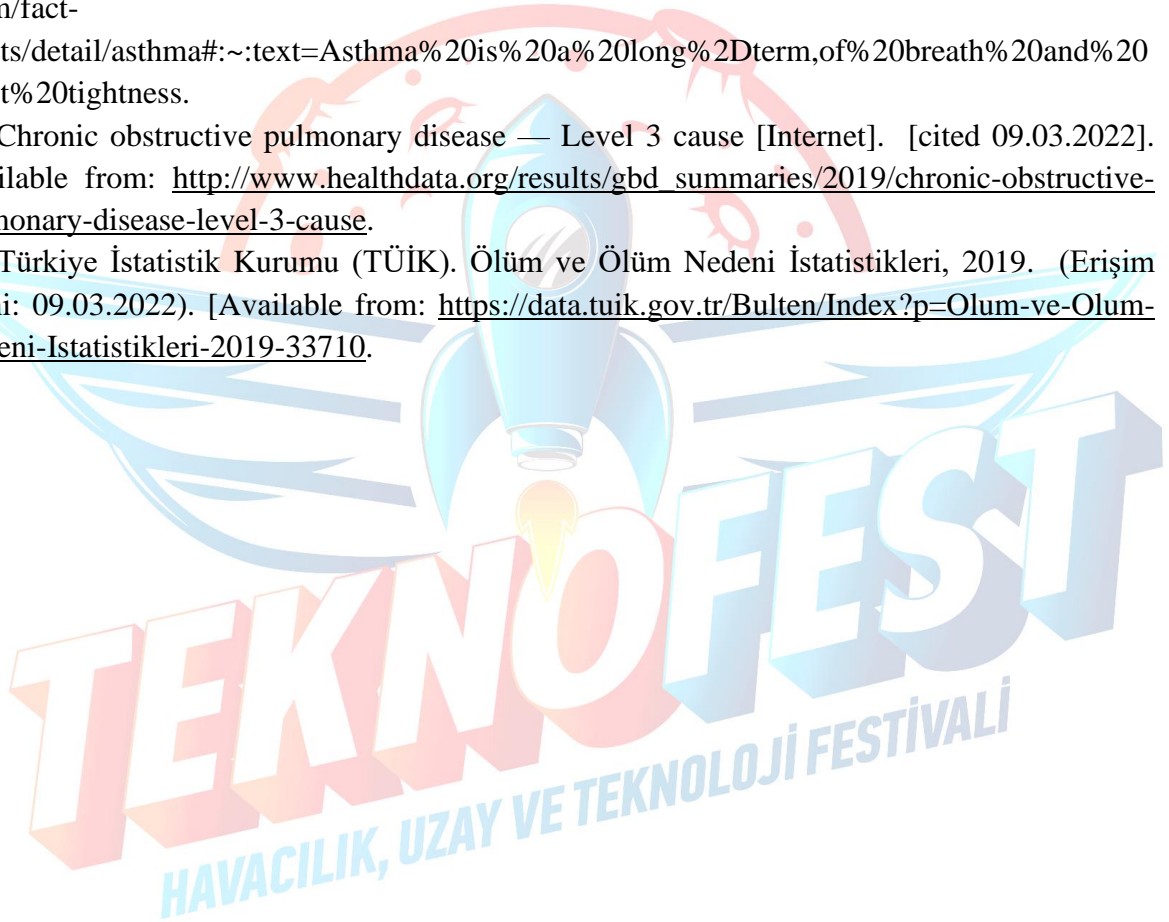 n/fact-
ts/detail/asthma#:~:text=Asthma%20is%20a%20long%2Dterm,of%20breath%20and%20
t%20tightness.
Chronic obstructive pulmonary disease — Level 3 cause [Internet]. [cited 09.03.2022].
ilable from: http://www.healthdata.org/results/gbd_summaries/2019/chronic-obstructive-
monary-disease-level-3-cause.
Türkiye İstatistik Kurumu (TÜİK). Ölüm ve Ölüm Nedeni İstatistikleri, 2019. (Erişim
i: 09.03.2022). [Available from: https://data.tuik.gov.tr/Bulten/Index?p=Olum-ve-Olum-
eni-Istatistikleri-2019-33710.
TEKNOFEST
HAVACILIK, UZAY VE TEKNOLOJİ FESTİVALİ